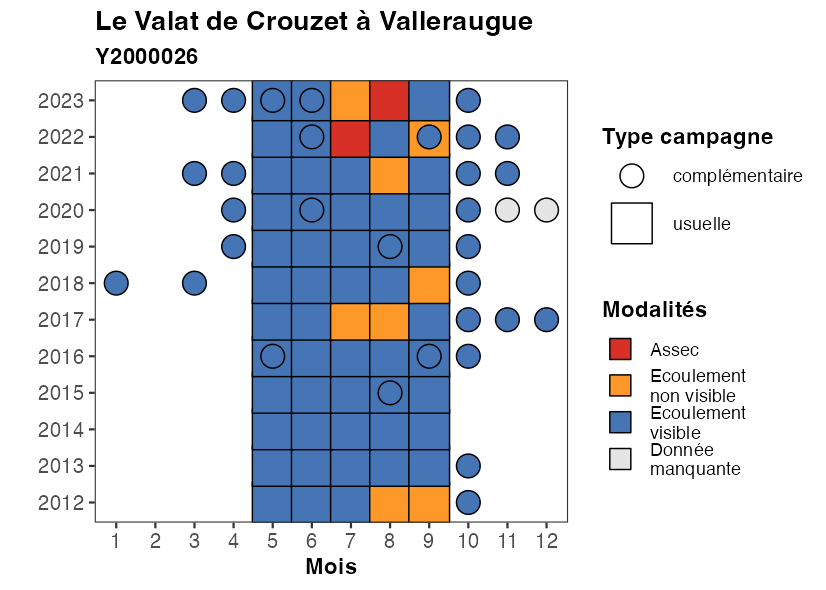 Le Valat de Crouzet à Valleraugue
Y2000026
2023
2022
2021
2020
2019
2018
2017
2016
2015
2014
2013
2012
1 2 3 4 5 6 7 8 9 10 11 12
Mois
Type campagne
complémentaire
usuelle
Modalités
Assec
Ecoulement
non visible
Ecoulement
visible
Donnée
manquante